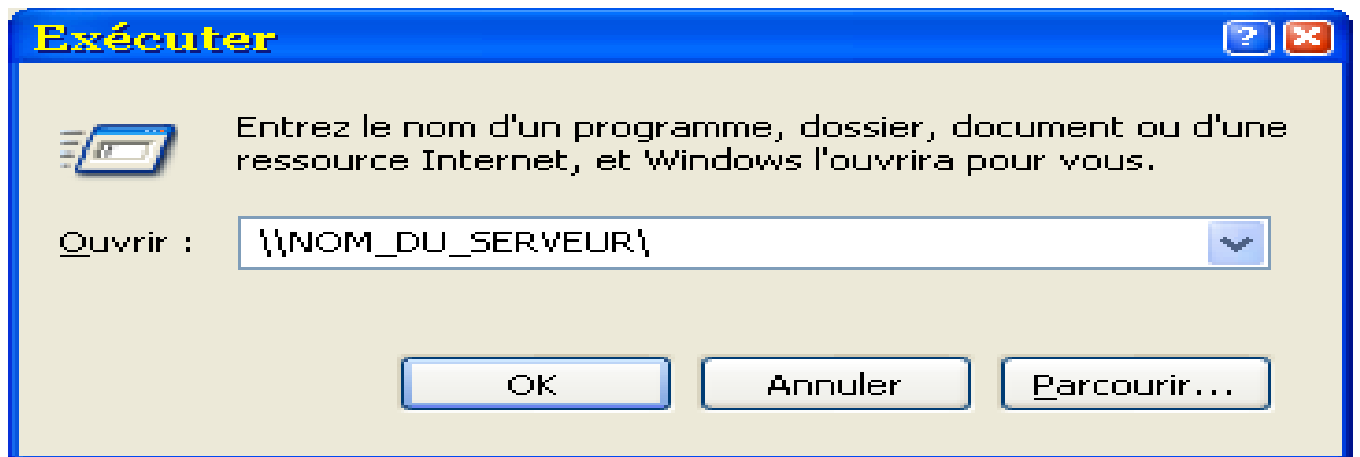 Exécuter
Entrez le nom d'un programme, dossier, document ou d'une
ressource Internet, et Windows l'ouvrira pour vous.
Ouvrir : \\NOM_DU_SERVEUR\
OK Annuler Parcourir...